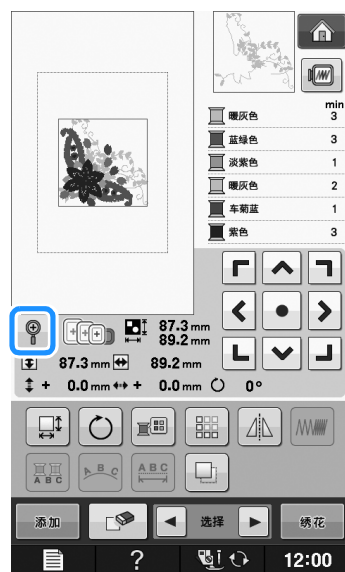 min
暖灰色 3
蓝绿色 3
淡紫色 1
暖灰色 2
车菊蓝 1
紫色 3
87.3 mm
89.2 mm
87.3 mm 89.2 mm
+ 0.0 mm + 0.0 mm 0°
A B C A B C A B C
添加 选择 绣花
? 12:00